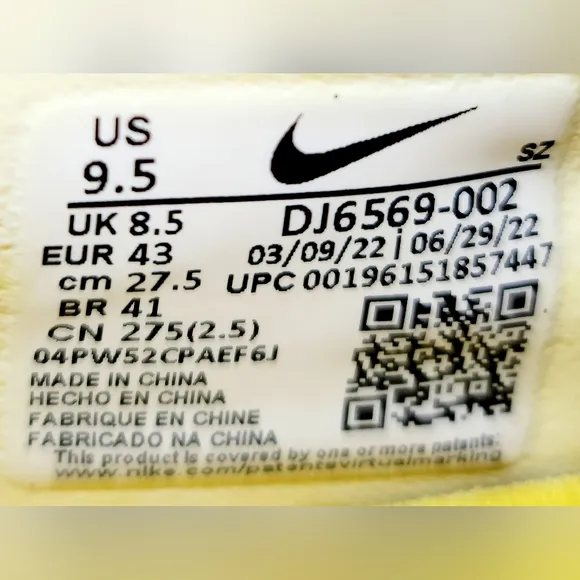 US
9.5
SZ
UK 8.5
EUR 43
cm 27.5
BR 41
CN 275(2.5)
04PW52CPAEF6J
DJ6569-002
03/09/22 | 06/29/22
UPC 00196151857447
MADE IN CHINA
HECHO EN CHINA
FABRIQUE EN CHINE
FABRICADO NA CHINA
This product is covered by one or more patents:
www.nike.com/patentsvirtualmarking